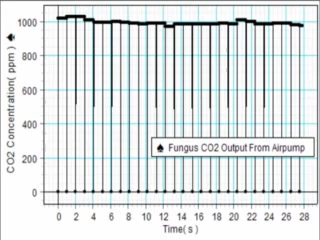 CO2 Concentration( ppm ) ♠
1000
800
600
400
200
0
0 2 4 6 8 10 12 14 16 18 20 22 24 26 28
Time( s )
♠ Fungus CO2 Output From Airpump